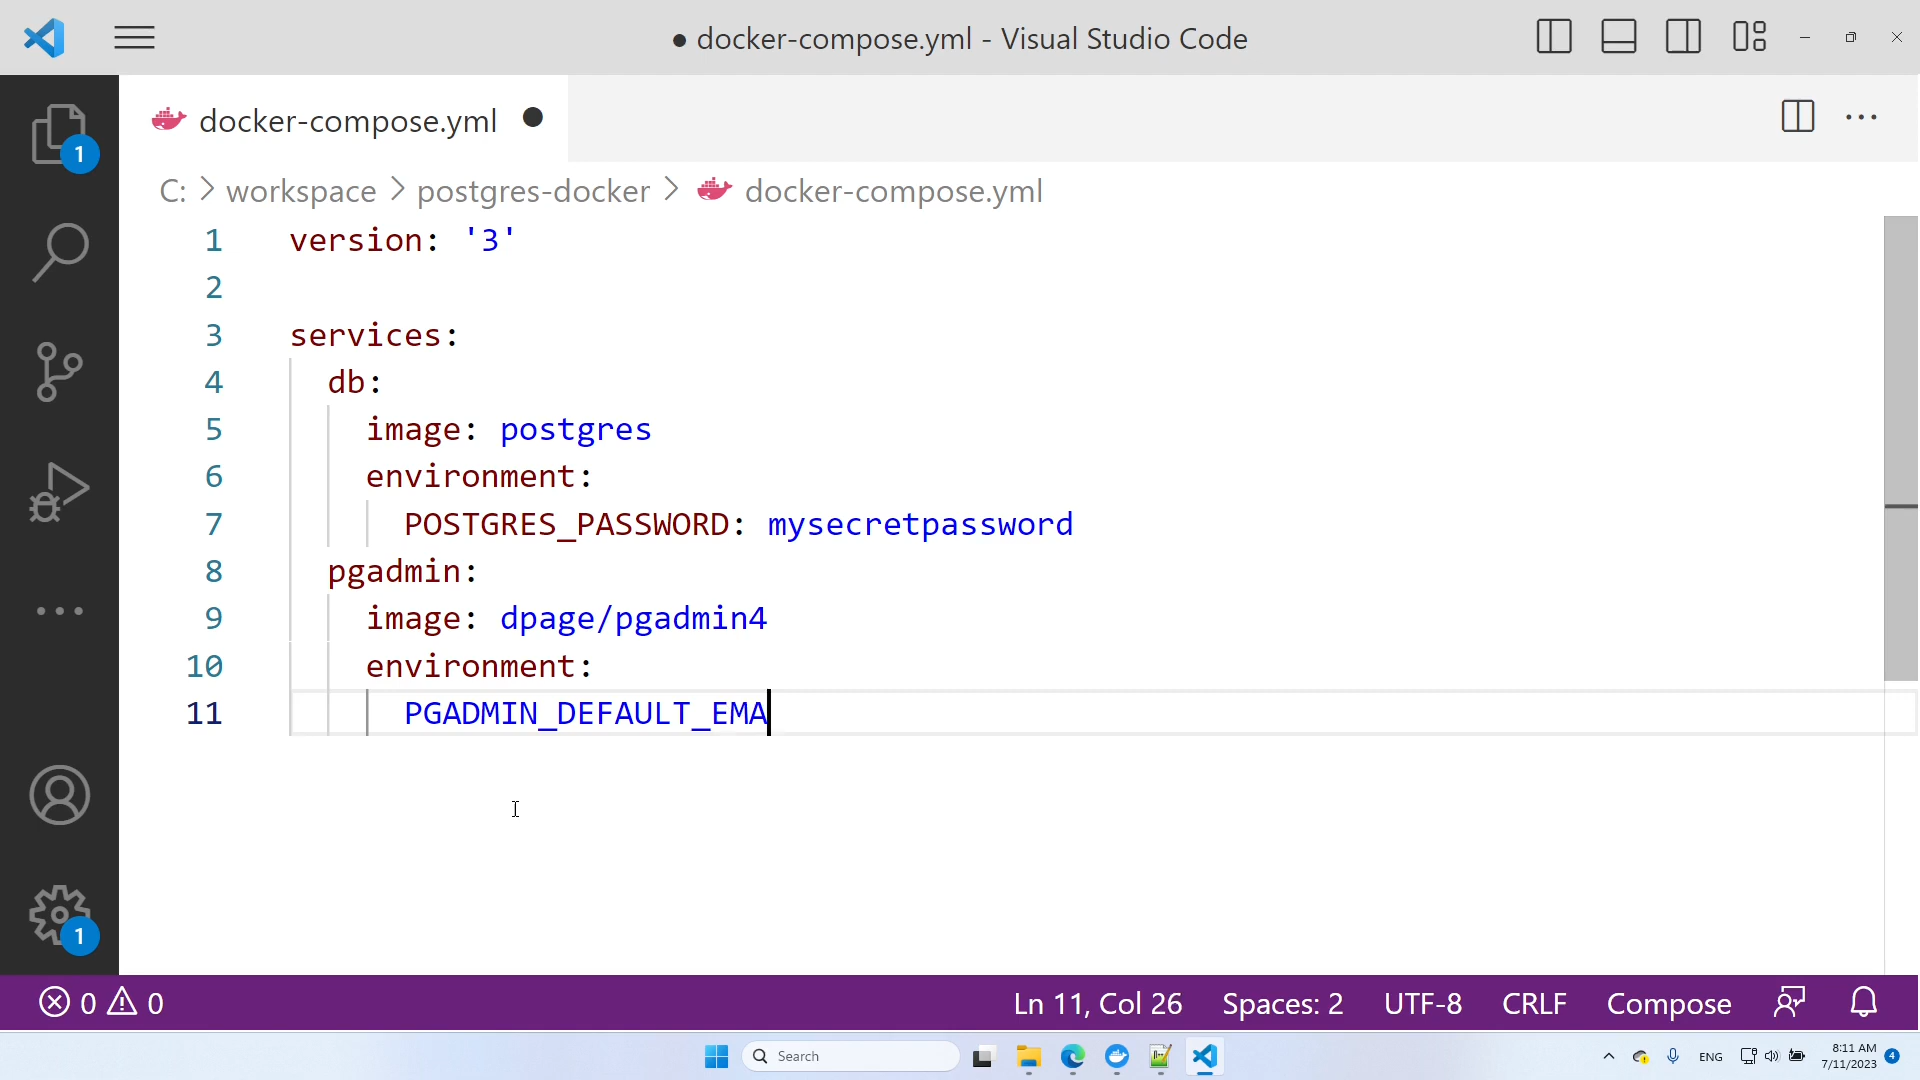 ● docker-compose.yml - Visual Studio Code
docker-compose.yml ●
C: > workspace > postgres-docker > docker-compose.yml
1 version: '3'
2
3 services:
4   db:
5     image: postgres
6     environment:
7       POSTGRES_PASSWORD: mysecretpassword
8   pgadmin:
9     image: dpage/pgadmin4
10     environment:
11       PGADMIN_DEFAULT_EMA
1
1
0 0
Ln 11, Col 26 Spaces: 2 UTF-8 CRLF Compose
Search
ENG
8:11 AM
7/11/2023
4